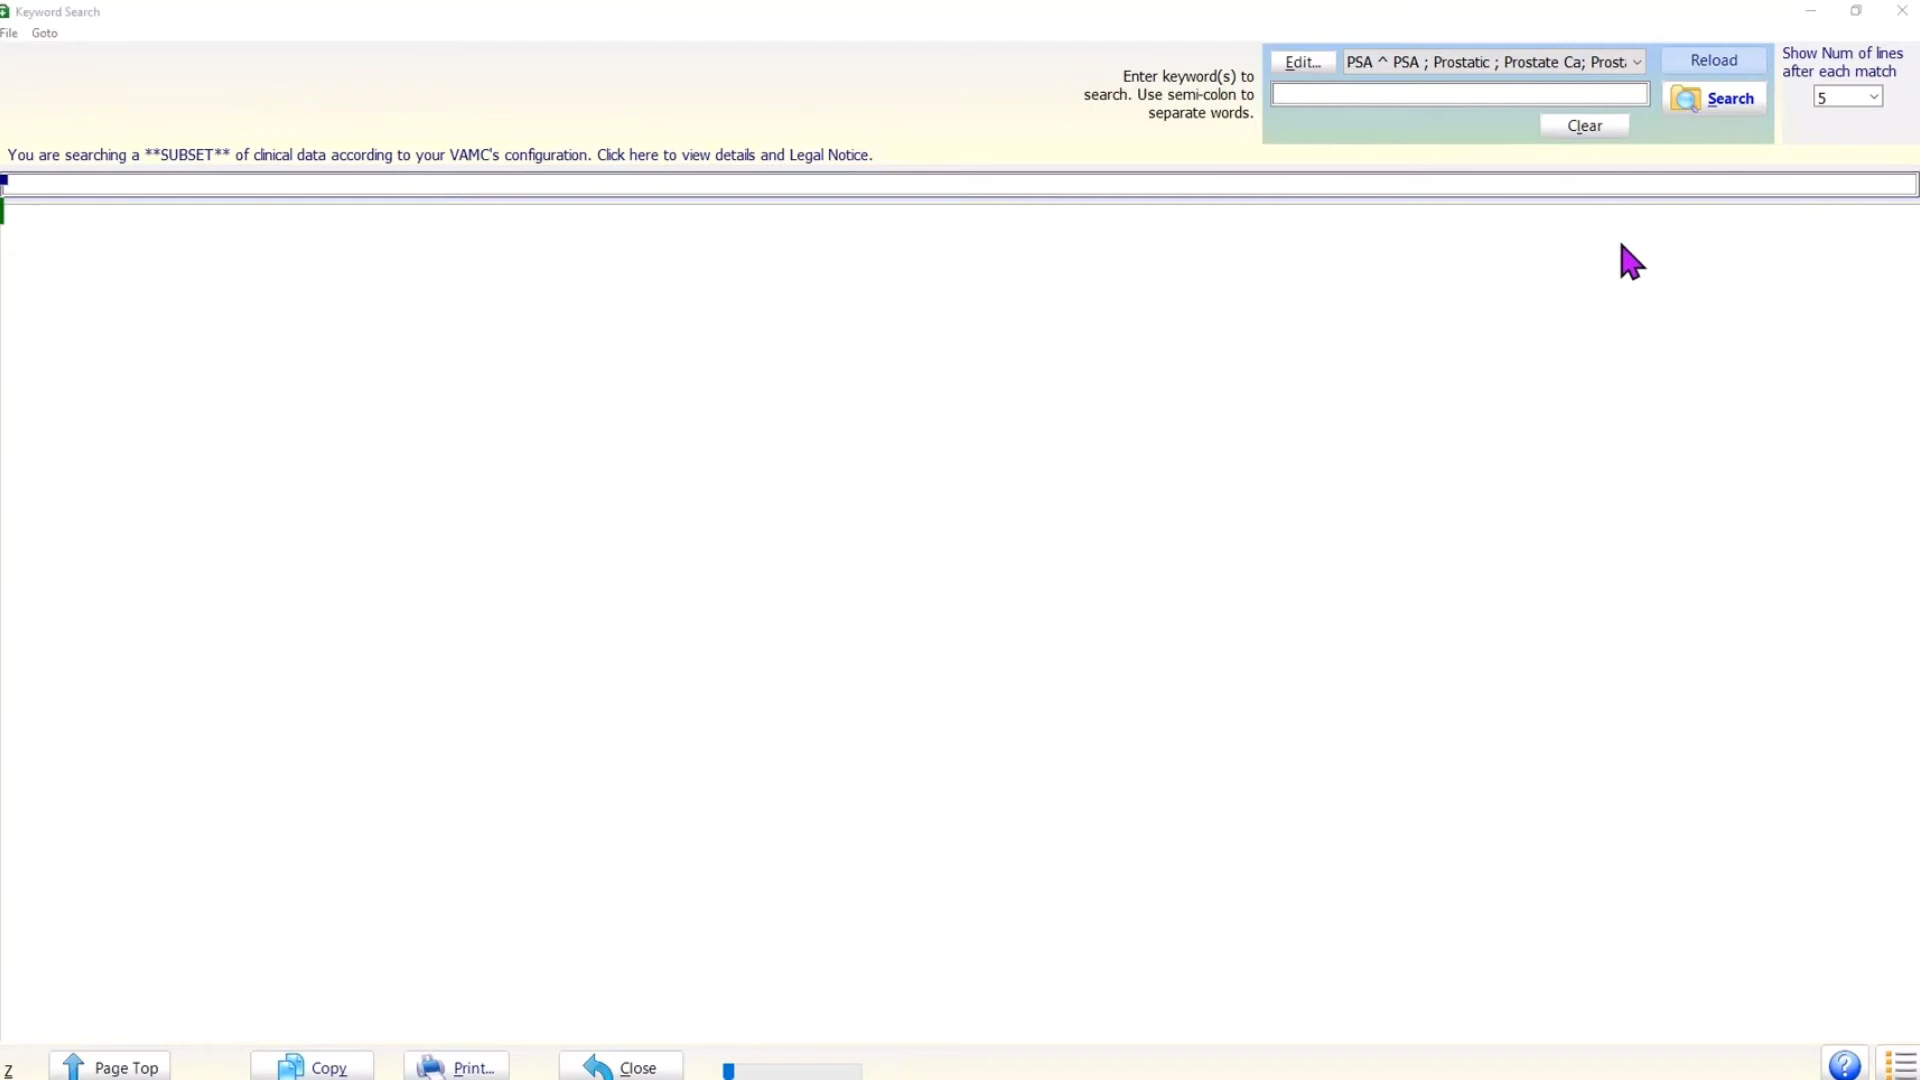 Keyword Search
File Goto
Enter keyword(s) to
search. Use semi-colon to
separate words.
Edit...
PSA ^ PSA ; Prostatic ; Prostate Ca; Prost
Reload
Search
Clear
Show Num of lines
after each match
5
You are searching a **SUBSET** of clinical data according to your VAMC's configuration. Click here to view details and Legal Notice.
Z
Page Top
Copy
Print...
Close
?